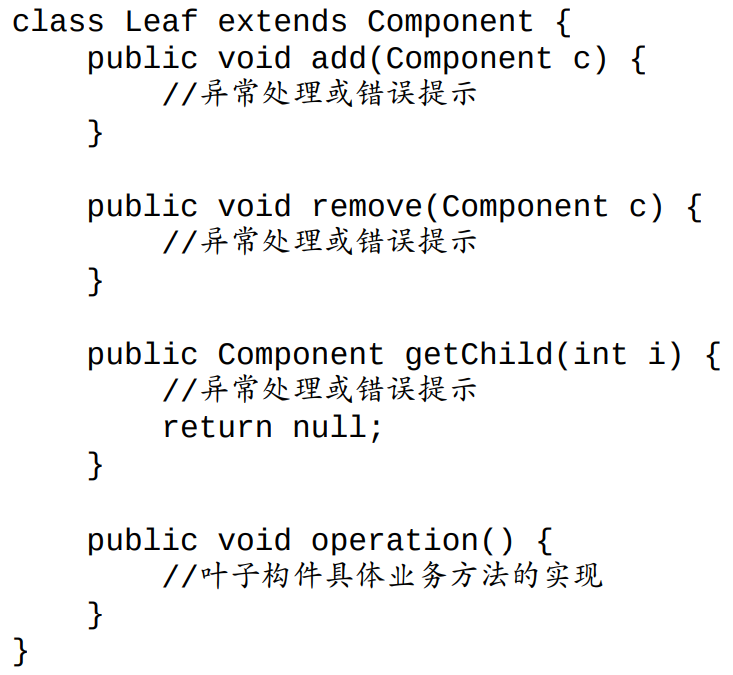 class Leaf extends Component {
    public void add(Component c) {
        //异常处理或错误提示
    }

    public void remove(Component c) {
        //异常处理或错误提示
    }

    public Component getChild(int i) {
        //异常处理或错误提示
        return null;
    }

    public void operation() {
        //叶子构件具体业务方法的实现
    }
}